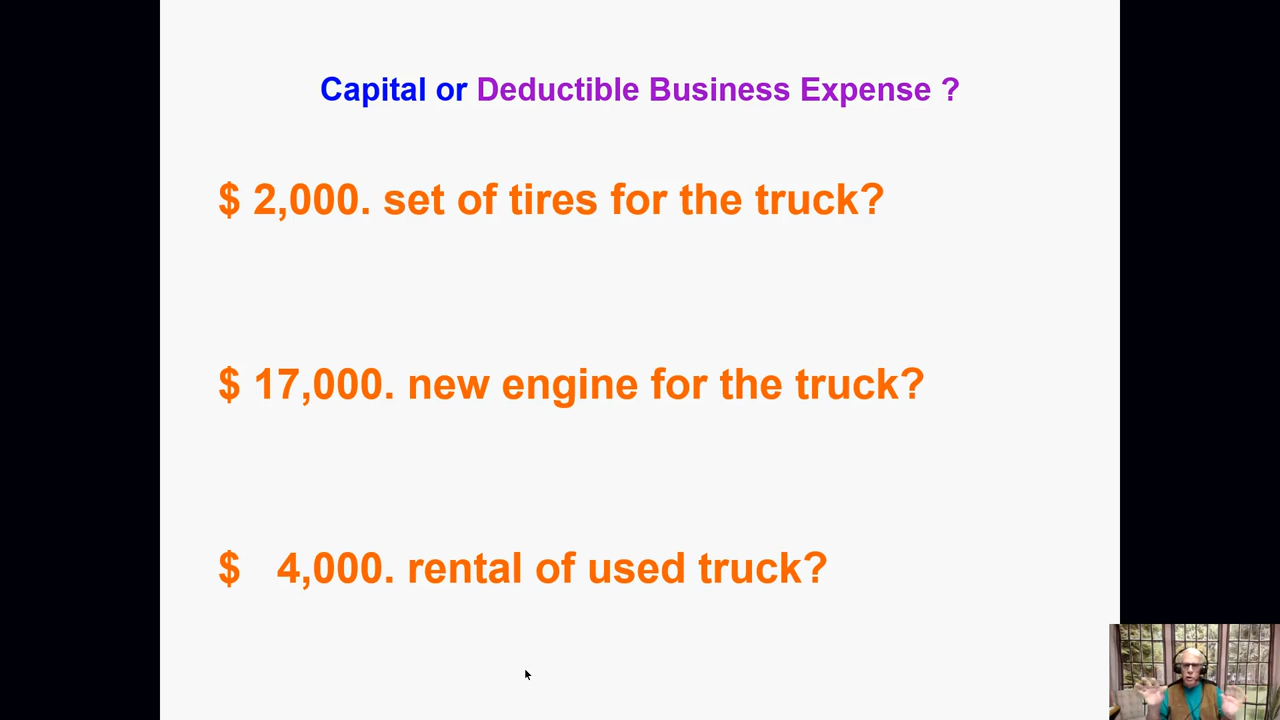 Capital or Deductible Business Expense ?
$ 2,000. set of tires for the truck?
$ 17,000. new engine for the truck?
$ 4,000. rental of used truck?